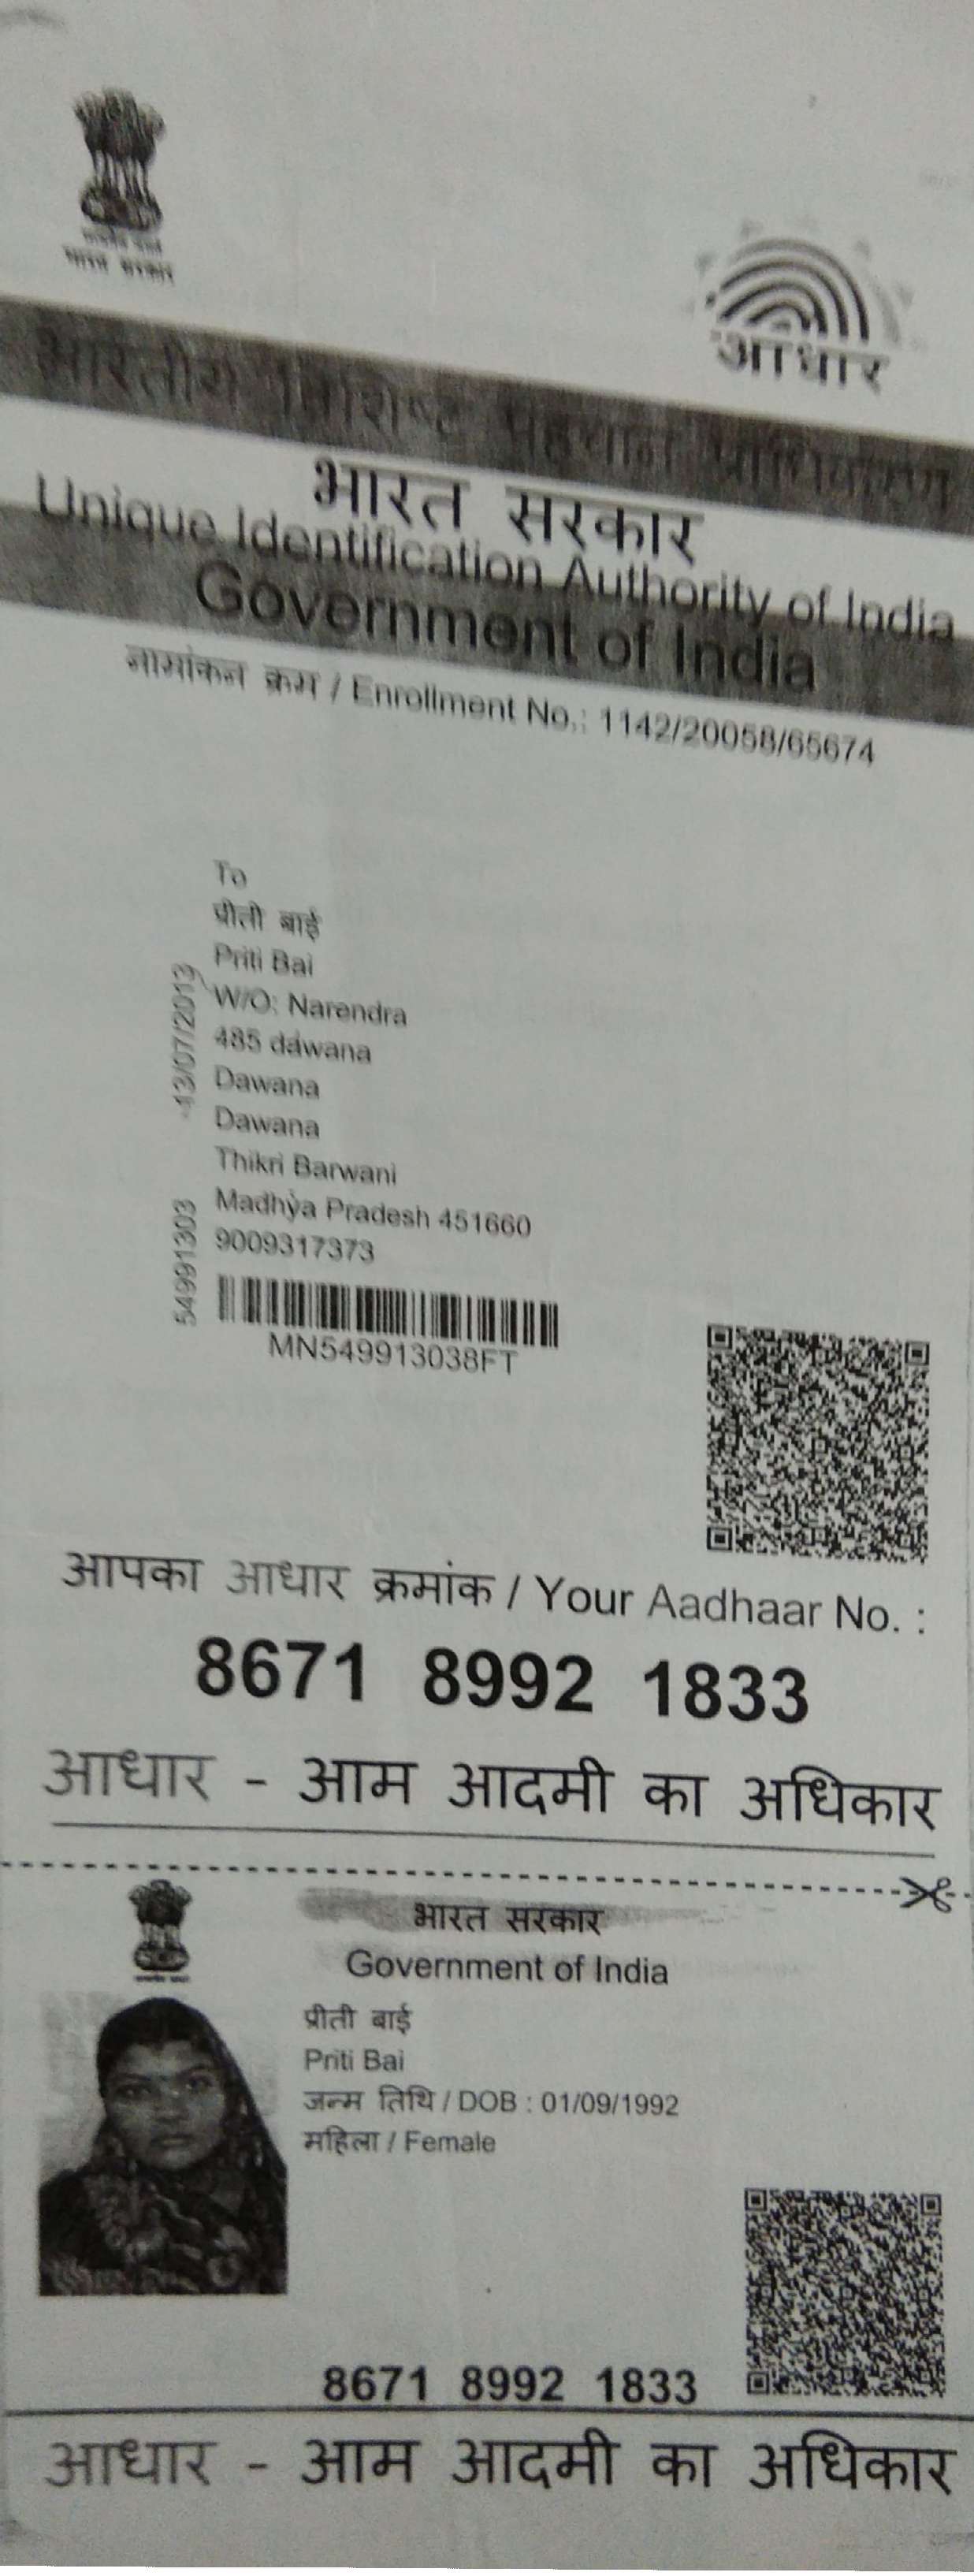 भारत सरकार
आधार
भारतीय विशिष्ट पहचान प्राधिकरण
भारत सरकार
Unique Identification Authority of India
Government of India
नामांकन क्रम / Enrollment No.: 1142/20058/65674
To
प्रीती बाई
Priti Bai
W/O: Narendra
485 dawana
Dawana
Dawana
Thikri Barwani
Madhya Pradesh 451660
9009317373
13/07/2013
54991303
MN549913038FT
आपका आधार क्रमांक / Your Aadhaar No. :
8671 8992 1833
आधार - आम आदमी का अधिकार
भारत सरकार
Government of India
प्रीती बाई
Priti Bai
जन्म तिथि / DOB : 01/09/1992
महिला / Female
8671 8992 1833
आधार - आम आदमी का अधिकार